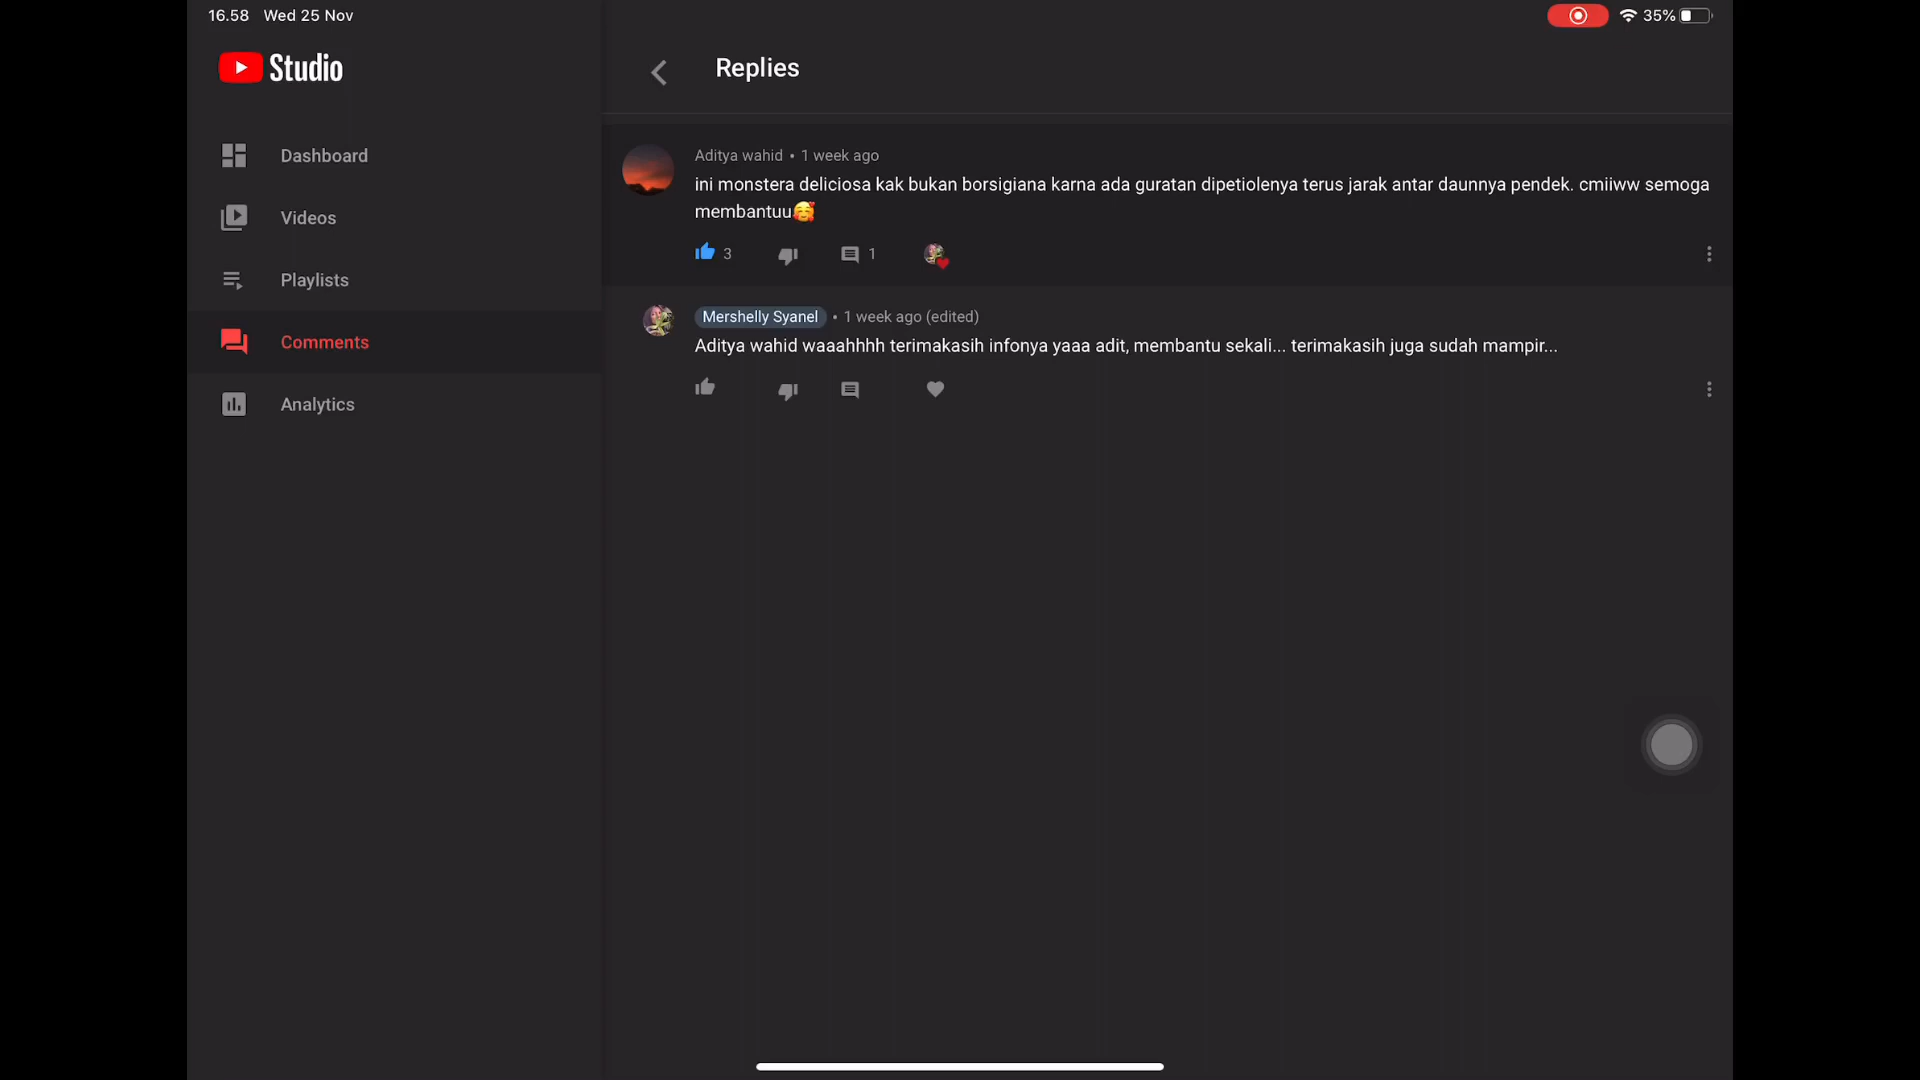 16.58 Wed 25 Nov
35%
Studio
Replies
Dashboard
Videos
Playlists
Comments
Analytics
Aditya wahid • 1 week ago
ini monstera deliciosa kak bukan borsigiana karna ada guratan dipetiolenya terus jarak antar daunnya pendek. cmiiww semoga
membantuu🥰
3
1
Mershelly Syanel • 1 week ago (edited)
Aditya wahid waaahhhh terimakasih infonya yaaa adit, membantu sekali... terimakasih juga sudah mampir...